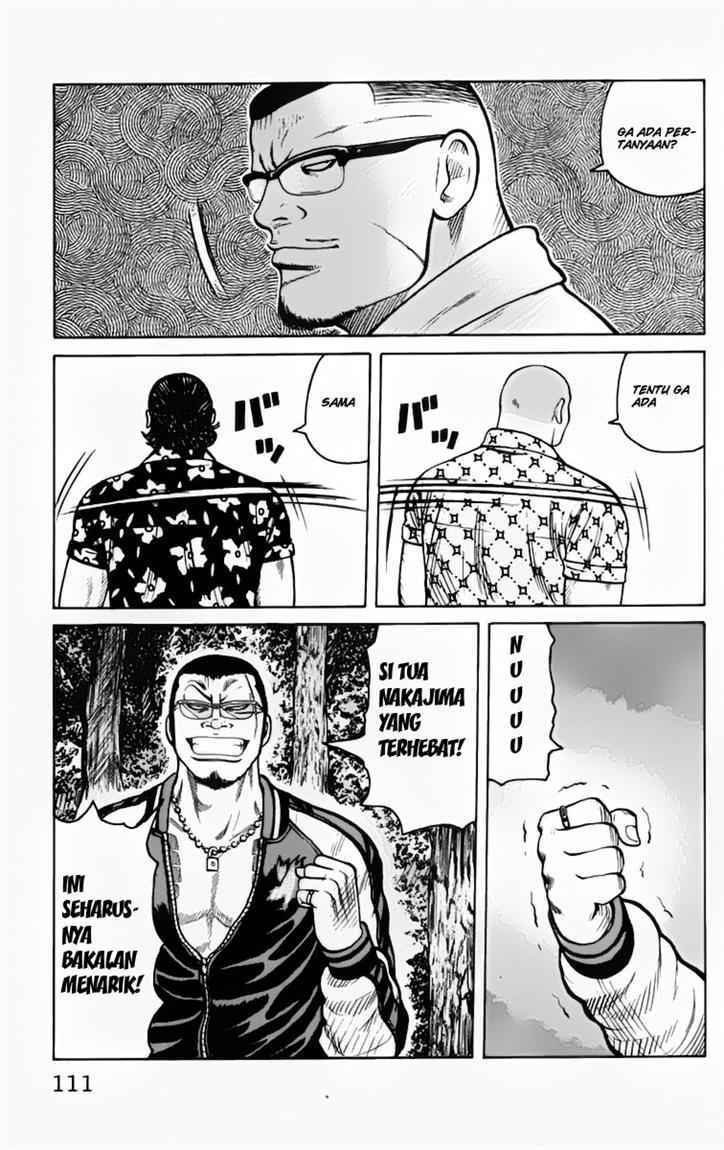 GA ADA PER-
TANYAAN?
TENTU GA
ADA
バッ
SAMA
バッ
N
U
U
U
U
SI TUA
NAKAJIMA
YANG
TERHEBAT!
INI
SEHARUS-
NYA
BAKALAN
MENARIK!
111